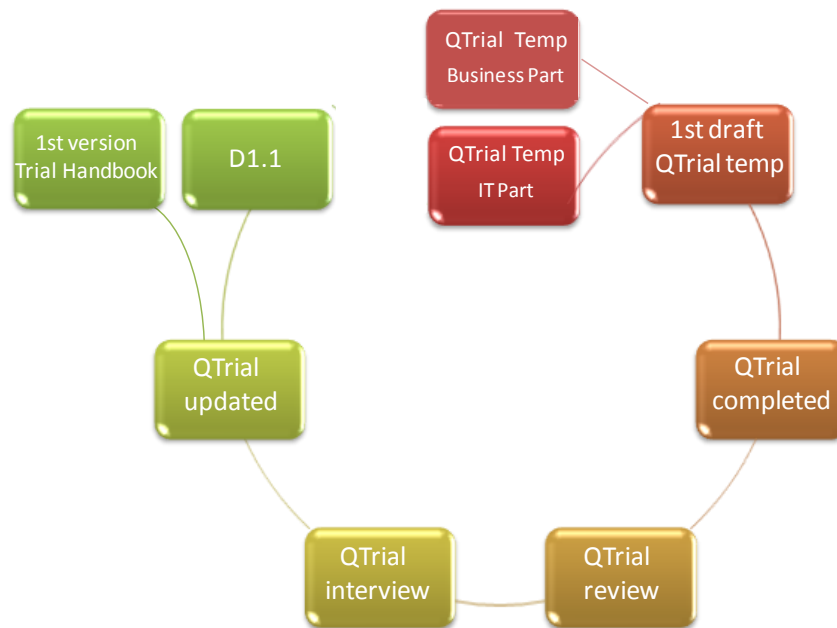 QTrial Temp
Business Part
QTrial Temp
IT Part
1st draft
QTrial temp
QTrial
completed
QTrial
review
QTrial
interview
QTrial
updated
1st version
Trial Handbook
D1.1